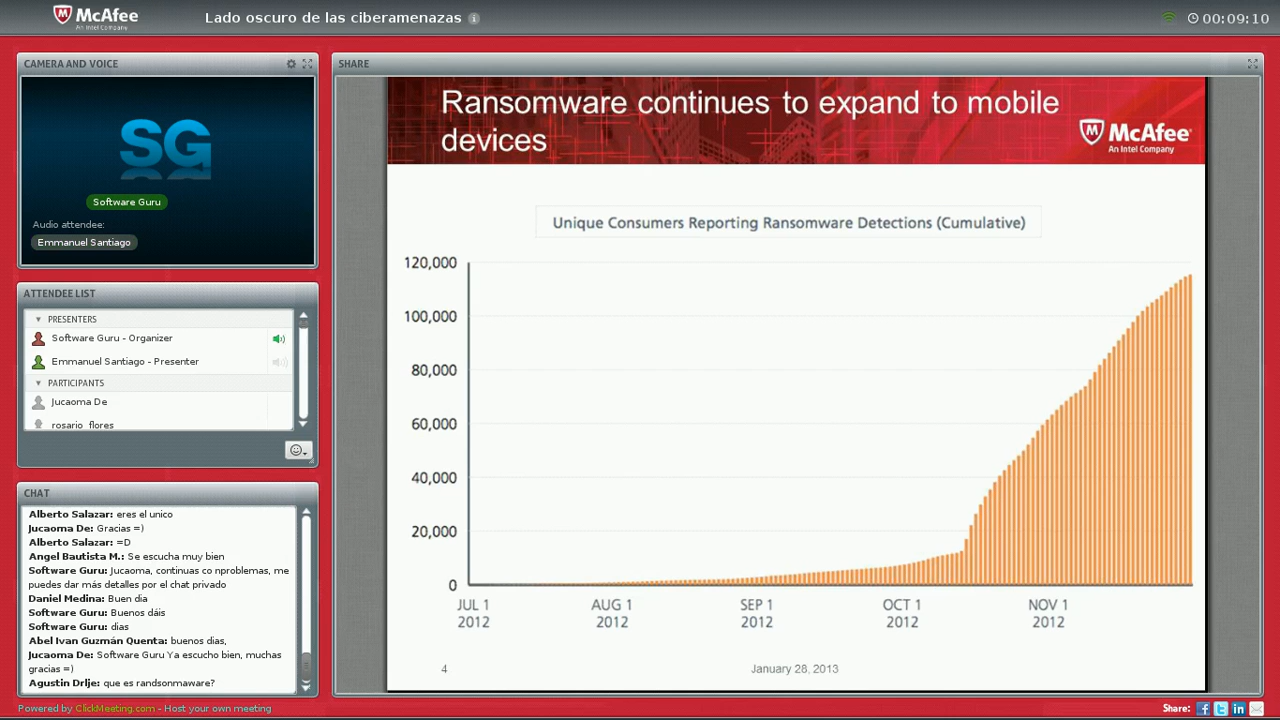 McAfee
An Intel Company
Lado oscuro de las ciberamenazas
00:09:10
CAMERA AND VOICE
SG
Software Guru
Audio attendee:
Emmanuel Santiago
ATTENDEE LIST
PRESENTERS
Software Guru - Organizer
Emmanuel Santiago - Presenter
PARTICIPANTS
Jucaoma De
rosario_flores
CHAT
Alberto Salazar: eres el unico
Jucaoma De: Gracias =)
Alberto Salazar: =D
Angel Bautista M.: Se escucha muy bien
Software Guru: Jucaoma, continuas co nproblemas, me
puedes dar más detalles por el chat privado
Daniel Medina: Buen dia
Software Guru: Buenos dáis
Software Guru: dias
Abel Ivan Guzmán Quenta: buenos dias,
Jucaoma De: Software Guru Ya escucho bien, muchas
gracias =)
Agustin Drlje: que es randsonmaware?
Powered by ClickMeeting.com - Host your own meeting
SHARE
Ransomware continues to expand to mobile
devices
McAfee
An Intel Company
Unique Consumers Reporting Ransomware Detections (Cumulative)
120,000
100,000
80,000
60,000
40,000
20,000
0
JUL 1 2012
AUG 1 2012
SEP 1 2012
OCT 1 2012
NOV 1 2012
4
January 28, 2013
Share: